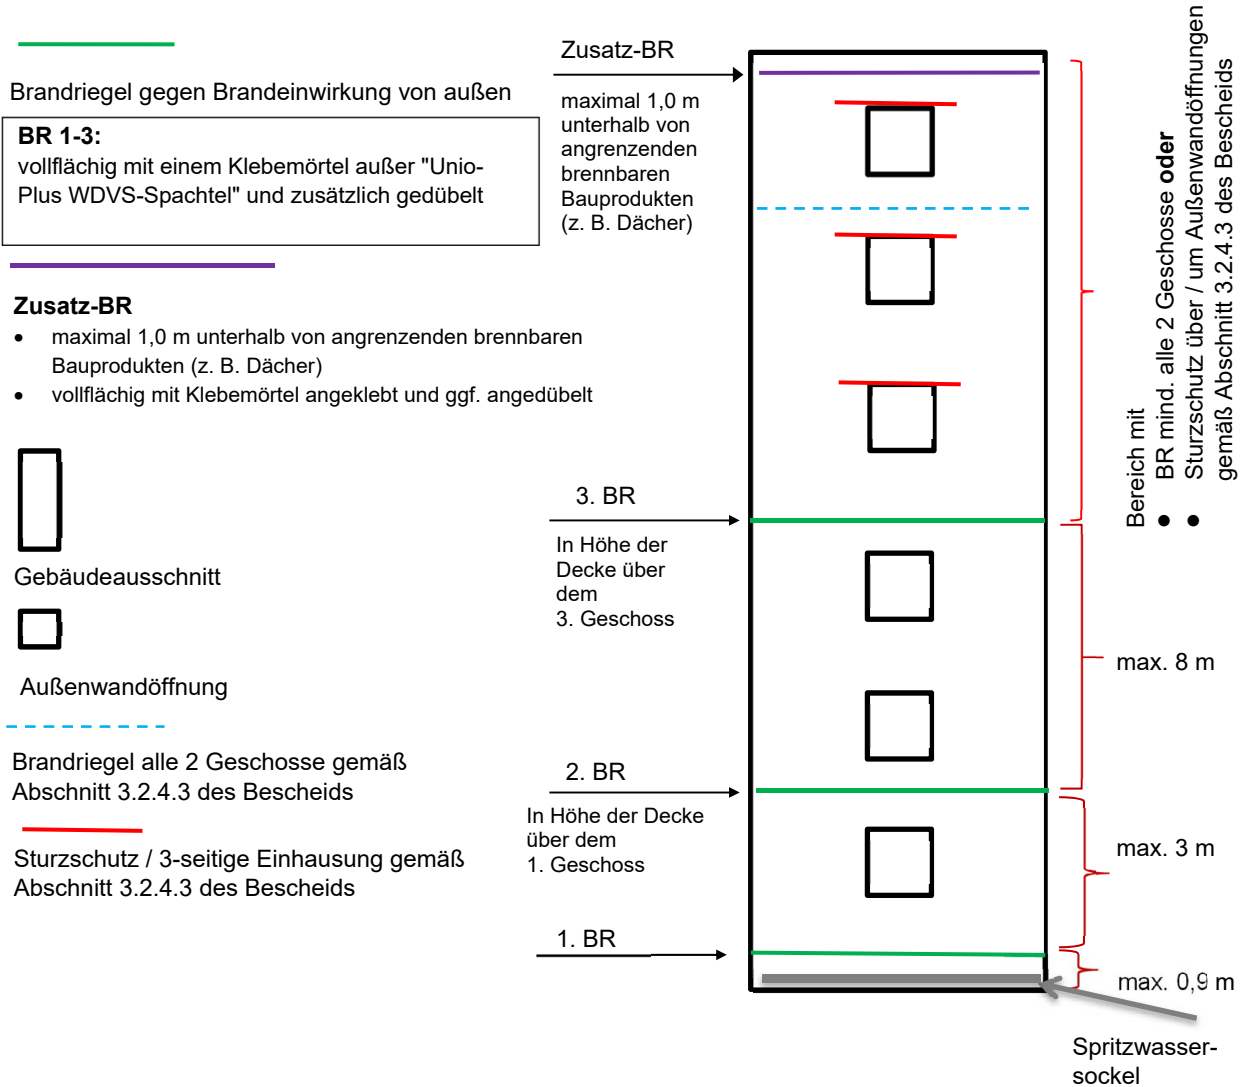 Brandriegel gegen Brandeinwirkung von außen
BR 1-3:
vollflächig mit einem Klebemörtel außer "Unio-
Plus WDVS-Spachtel" und zusätzlich gedübelt
Zusatz-BR
• maximal 1,0 m unterhalb von angrenzenden brennbaren
Bauprodukten (z. B. Dächer)
• vollflächig mit Klebemörtel angeklebt und ggf. angedübelt
Gebäudeausschnitt
Außenwandöffnung
Brandriegel alle 2 Geschosse gemäß
Abschnitt 3.2.4.3 des Bescheids
Sturzschutz / 3-seitige Einhausung gemäß
Abschnitt 3.2.4.3 des Bescheids
Zusatz-BR
maximal 1,0 m
unterhalb von
angrenzenden
brennbaren
Bauprodukten
(z. B. Dächer)
3. BR
In Höhe der
Decke über
dem
3. Geschoss
2. BR
In Höhe der Decke
über dem
1. Geschoss
1. BR
Bereich mit
• BR mind. alle 2 Geschosse oder
• Sturzschutz über / um Außenwandöffnungen
gemäß Abschnitt 3.2.4.3 des Bescheids
max. 8 m
max. 3 m
max. 0,9 m
Spritzwasser-
sockel